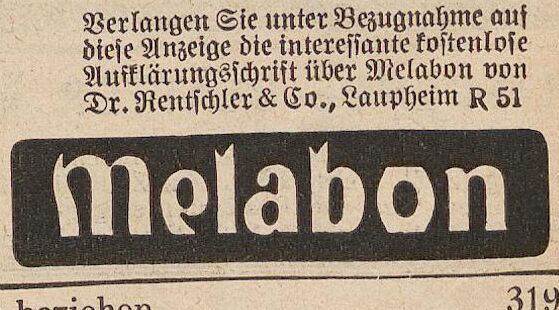 Verlangen Sie unter Bezugnahme auf
diese Anzeige die interessante kostenlose
Aufklärungsschrift über Melabon von
Dr. Rentschler & Co., Laupheim R 51
Melabon
beziehen 319